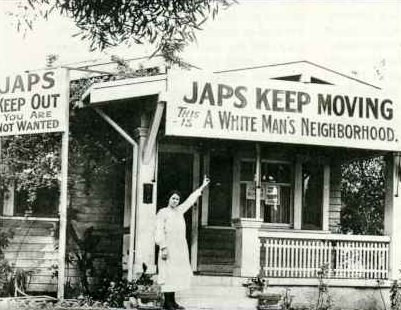 JAPS
KEEP OUT
YOU ARE
NOT WANTED
JAPS KEEP MOVING
THIS IS A WHITE MAN'S NEIGHBORHOOD.